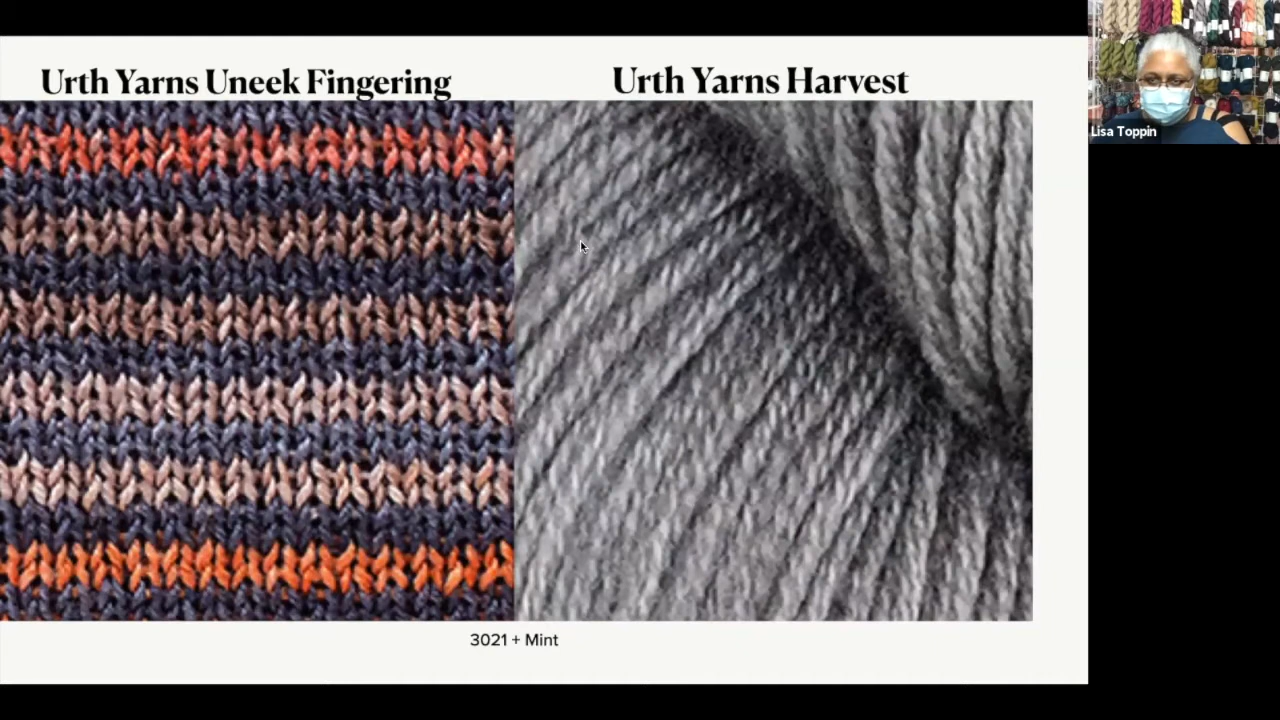 Urth Yarns Uneek Fingering
Urth Yarns Harvest
Lisa Toppin
3021 + Mint